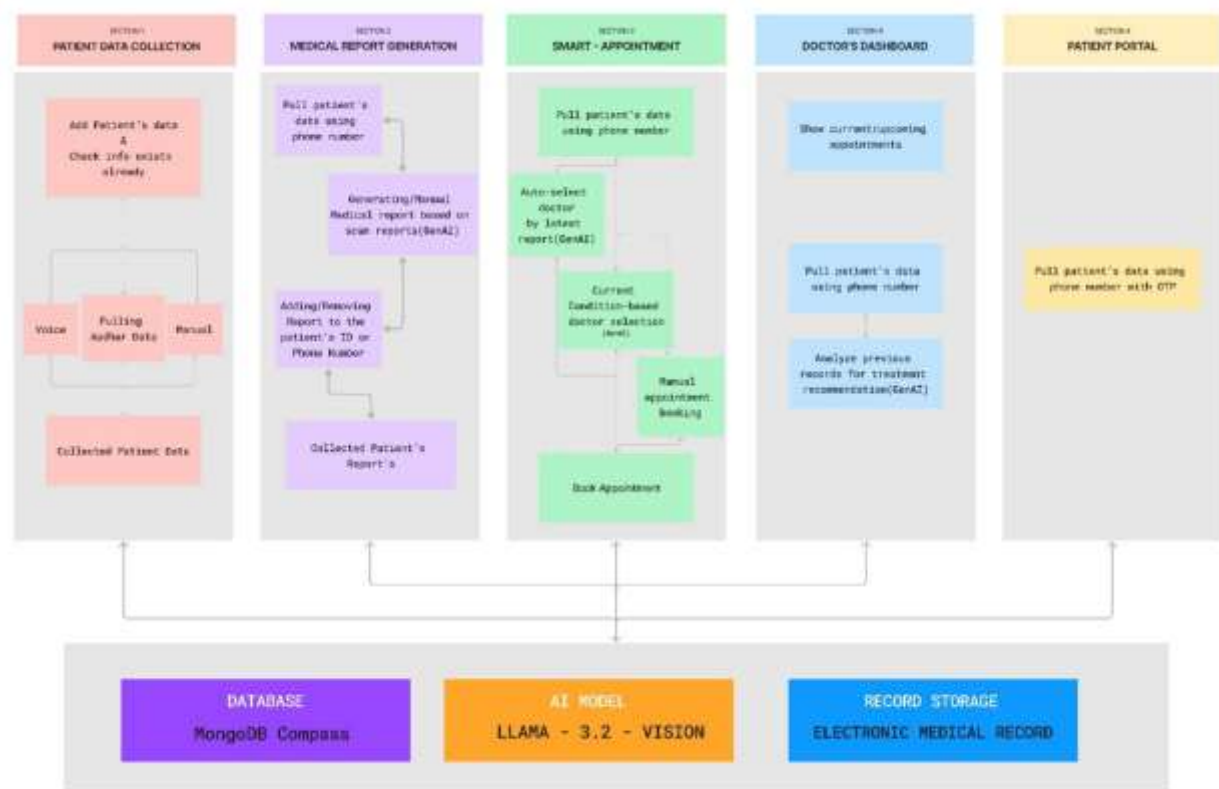 SECTION-1
PATIENT DATA COLLECTION
Add Patient's data
&
Check info exists
already
Voice
Pulling
Aadhar Data
Manual
Collected Patient Data
SECTION-2
MEDICAL REPORT GENERATION
Pull patient's
data using
phone number
Generating/Manual
Medical report based on
scan reports(GenAI)
Adding/Removing
Report to the
patient's ID or
Phone Number
Collected Patient's
Report's
SMART - APPOINTMENT
Pull patient's data
using phone number
Auto-select
doctor
by latest
report(GenAI)
Current
Condition-based
doctor selection
(GenAI)
Manual
appointment
Booking
Book Appointment
DOCTOR'S DASHBOARD
Show current/upcoming
appointments
Pull patient's data
using phone number
Analyze previous
records for treatment
recommendation(GenAI)
PATIENT PORTAL
Pull patient's data using
phone number with OTP
DATABASE
MongoDB Compass
AI MODEL
LLAMA - 3.2 - VISION
RECORD STORAGE
ELECTRONIC MEDICAL RECORD